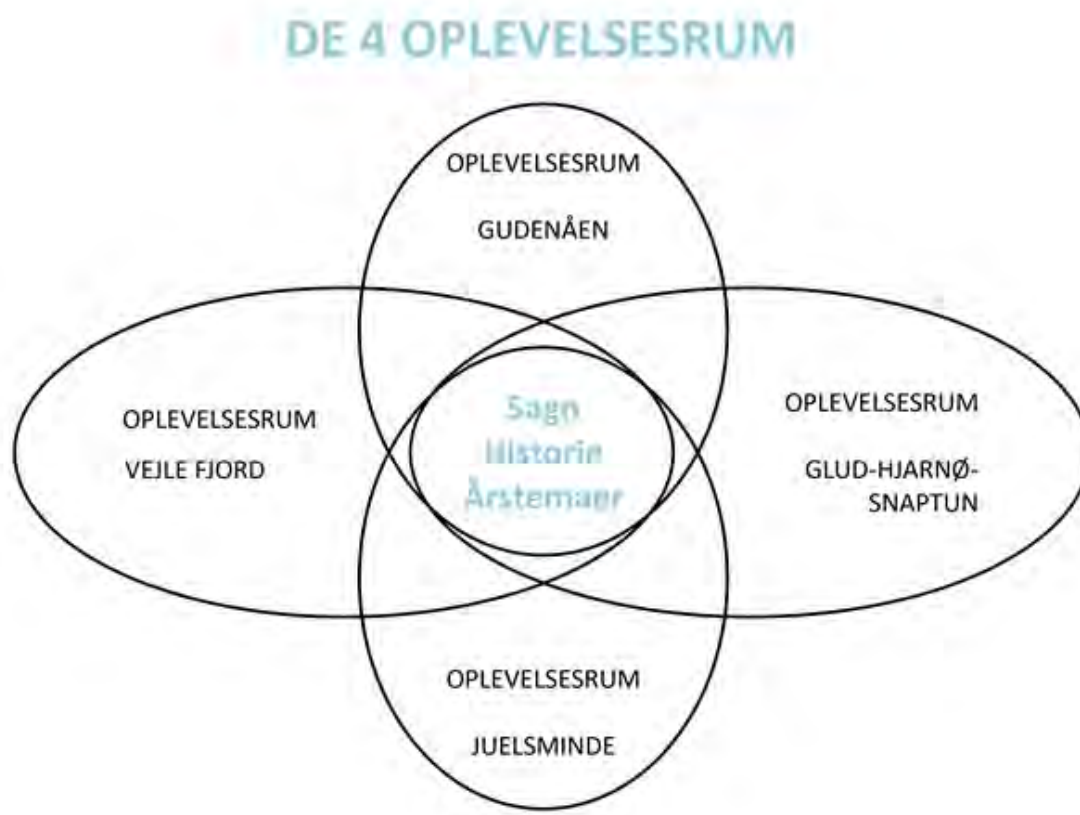 DE 4 OPLEVELSESRUM
OPLEVELSESRUM
GUDENÅEN
OPLEVELSESRUM
VEJLE FJORD
Sagn
Historie
Årstemaer
OPLEVELSESRUM
GLUD-HJARNØ-
SNAPTUN
OPLEVELSESRUM
JUELSMINDE